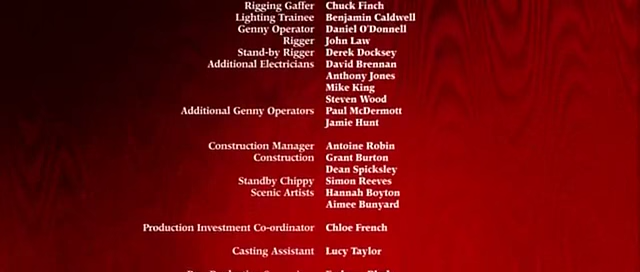 Rigging Gaffer Chuck Finch
Lighting Trainee Benjamin Caldwell
Genny Operator Daniel O'Donnell
Rigger John Law
Stand-by Rigger Derek Docksey
Additional Electricians David Brennan
Anthony Jones
Mike King
Steven Wood
Additional Genny Operators Paul McDermott
Jamie Hunt
Construction Manager Antoine Robin
Construction Grant Burton
Dean Spicksley
Standby Chippy Simon Reeves
Scenic Artists Hannah Boyton
Aimee Bunyard
Production Investment Co-ordinator Chloe French
Casting Assistant Lucy Taylor